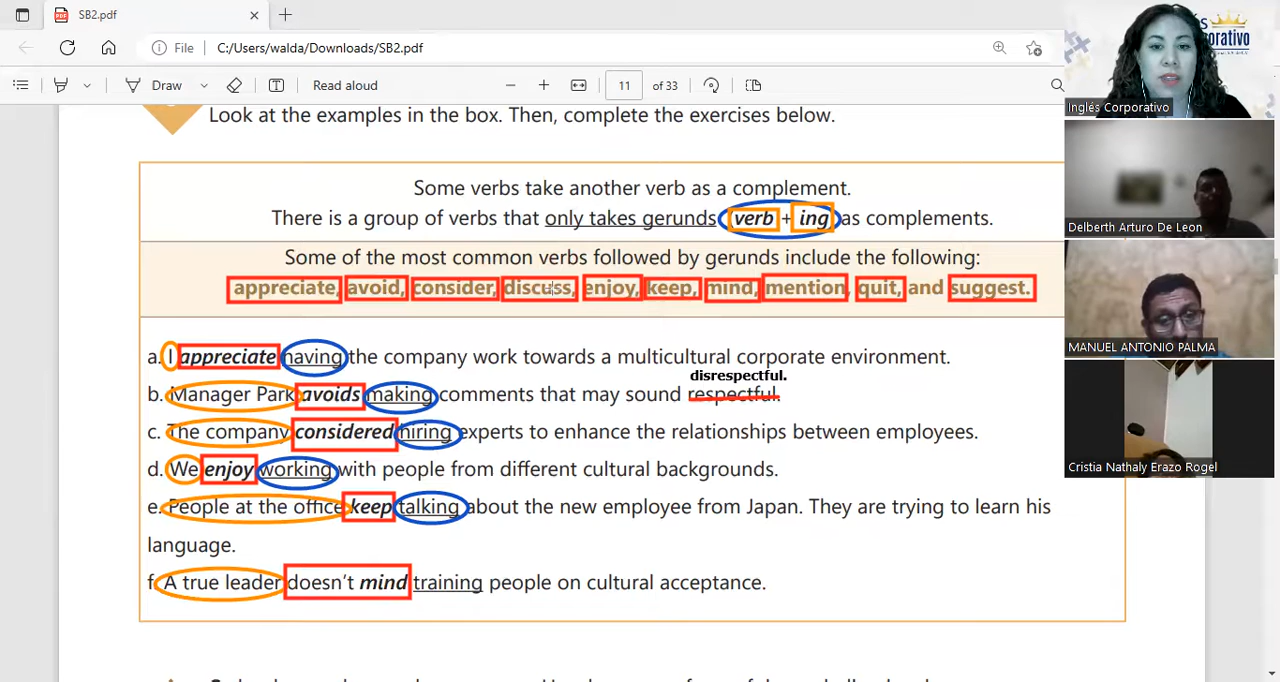 SB2.pdf
File
C:/Users/walda/Downloads/SB2.pdf
Draw
Read aloud
11
of 33
Look at the examples in the box. Then, complete the exercises below.
Some verbs take another verb as a complement.
There is a group of verbs that only takes gerunds verb + ing as complements.
Some of the most common verbs followed by gerunds include the following:
appreciate, avoid, consider, discuss, enjoy, keep, mind, mention, quit, and suggest.
a. I appreciate having the company work towards a multicultural corporate environment.
disrespectful.
b. Manager Park avoids making comments that may sound respectful.
c. The company considered hiring experts to enhance the relationships between employees.
d. We enjoy working with people from different cultural backgrounds.
e. People at the office keep talking about the new employee from Japan. They are trying to learn his
language.
f. A true leader doesn't mind training people on cultural acceptance.
Inglés Corporativo
Delberth Arturo De Leon
MANUEL ANTONIO PALMA
Cristia Nathaly Erazo Rogel